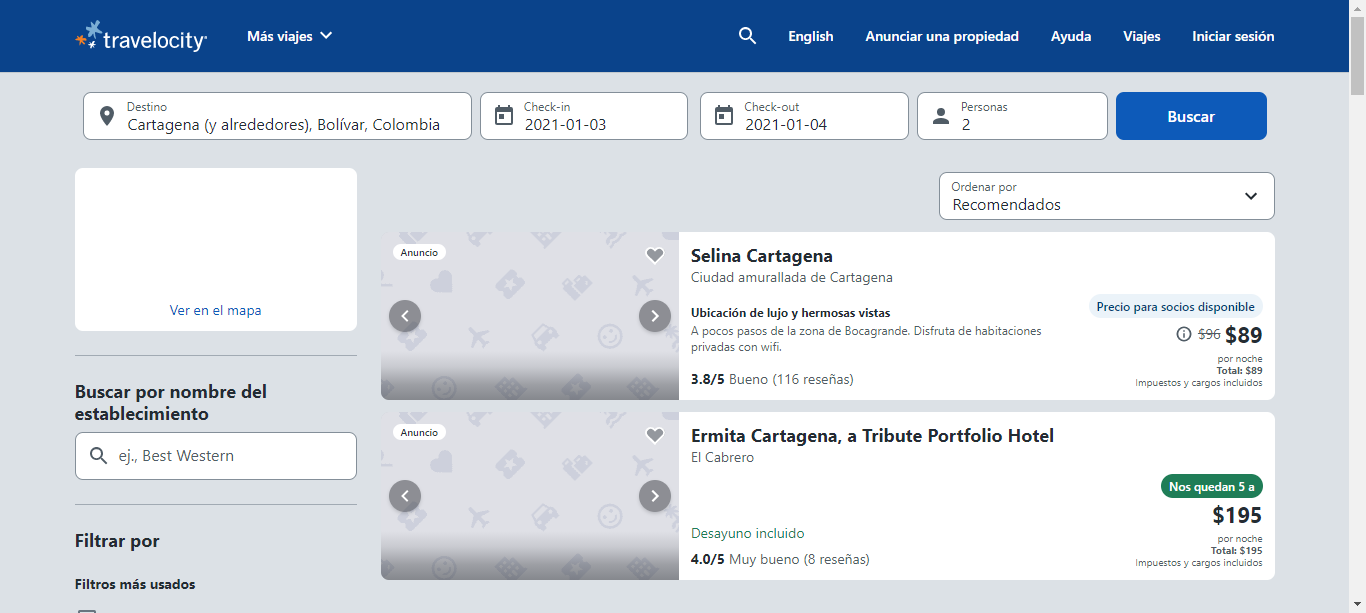 travelocity
Más viajes
English
Anunciar una propiedad
Ayuda
Viajes
Iniciar sesión
Destino
Cartagena (y alrededores), Bolívar, Colombia
Check-in
2021-01-03
Check-out
2021-01-04
Personas
2
Buscar
Ver en el mapa
Buscar por nombre del
establecimiento
ej., Best Western
Filtrar por
Filtros más usados
Ordenar por
Recomendados
Anuncio
Selina Cartagena
Ciudad amurallada de Cartagena
Ubicación de lujo y hermosas vistas
A pocos pasos de la zona de Bocagrande. Disfruta de habitaciones
privadas con wifi.
3.8/5 Bueno (116 reseñas)
Precio para socios disponible
$96 $89
por noche
Total: $89
Impuestos y cargos incluidos
Anuncio
Ermita Cartagena, a Tribute Portfolio Hotel
El Cabrero
Desayuno incluido
4.0/5 Muy bueno (8 reseñas)
Nos quedan 5 a
$195
por noche
Total: $195
Impuestos y cargos incluidos